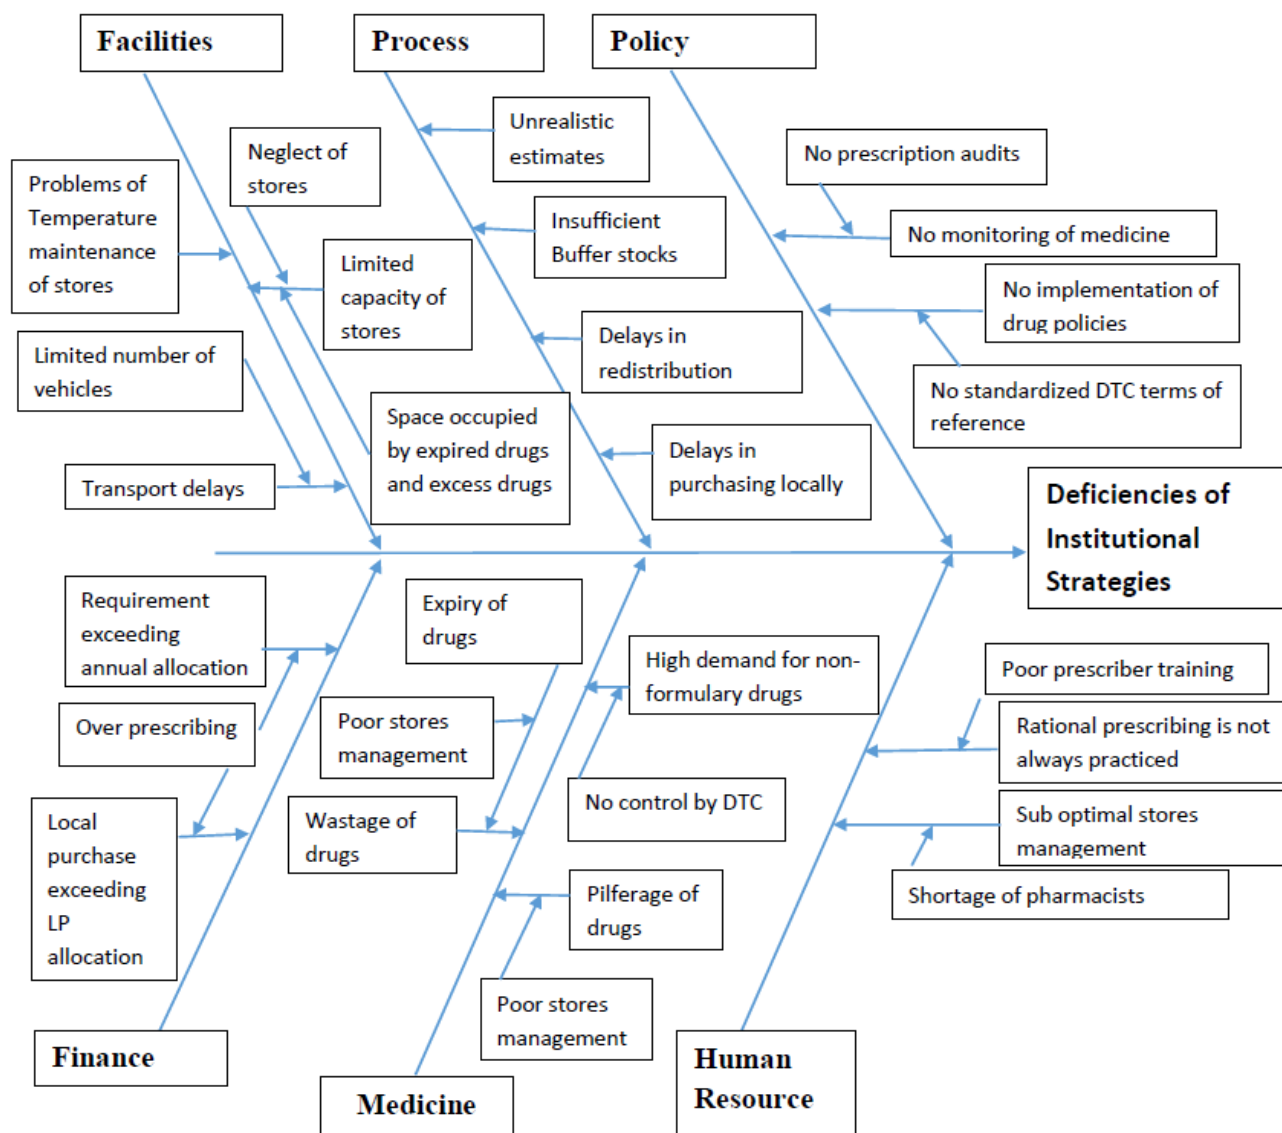 Facilities
Process
Policy
Unrealistic
estimates
No prescription audits
Neglect of
stores
Problems of
Temperature
maintenance
of stores
Insufficient
Buffer stocks
No monitoring of medicine
Limited
capacity of
stores
No implementation of
drug policies
Limited number of
vehicles
Delays in
redistribution
No standardized DTC terms of
reference
Space occupied
by expired drugs
and excess drugs
Delays in
purchasing locally
Transport delays
Deficiencies of
Institutional
Strategies
Requirement
exceeding
annual allocation
Expiry of
drugs
High demand for non-
formulary drugs
Poor prescriber training
Over prescribing
Poor stores
management
Rational prescribing is not
always practiced
No control by DTC
Wastage of
drugs
Local
purchase
exceeding
LP
allocation
Sub optimal stores
management
Pilferage of
drugs
Shortage of pharmacists
Poor stores
management
Finance
Medicine
Human
Resource